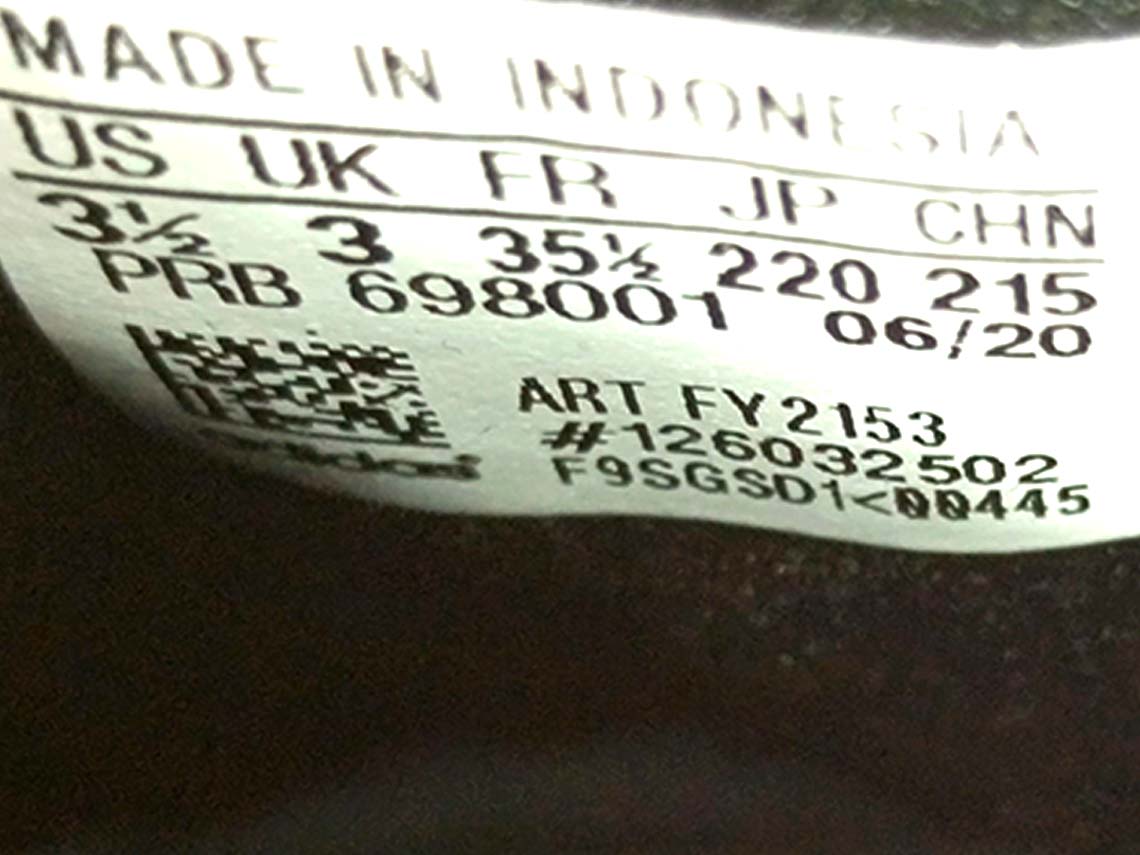 MADE IN INDONESIA
US UK FR JP CHN
3½ 3 35½ 220 215
PRB 698001 06/20
ART FY2153
#126032502
adidas F9SGSD1<00445